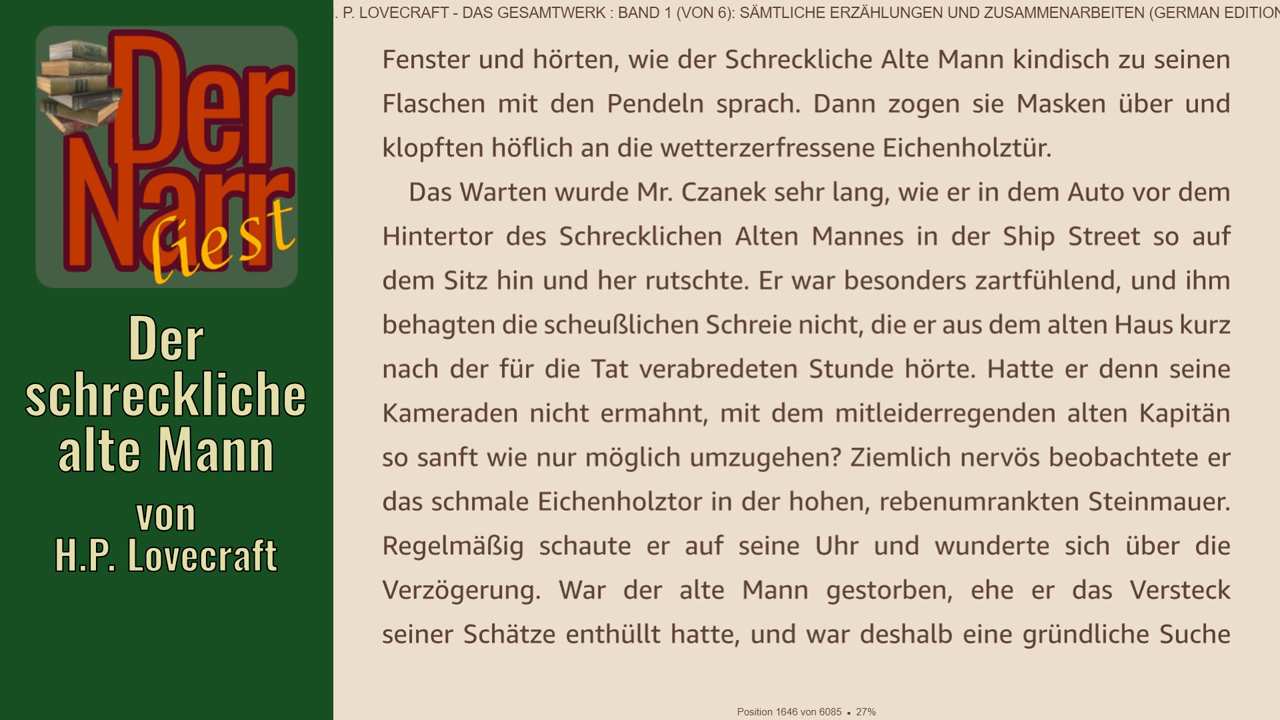 Der
Narr
liest
Der
schreckliche
alte Mann
von
H.P. Lovecraft
. P. LOVECRAFT - DAS GESAMTWERK : BAND 1 (VON 6): SÄMTLICHE ERZÄHLUNGEN UND ZUSAMMENARBEITEN (GERMAN EDITION
Fenster und hörten, wie der Schreckliche Alte Mann kindisch zu seinen
Flaschen mit den Pendeln sprach. Dann zogen sie Masken über und
klopften höflich an die wetterzerfressene Eichenholztür.
Das Warten wurde Mr. Czanek sehr lang, wie er in dem Auto vor dem
Hintertor des Schrecklichen Alten Mannes in der Ship Street so auf
dem Sitz hin und her rutschte. Er war besonders zartfühlend, und ihm
behagten die scheußlichen Schreie nicht, die er aus dem alten Haus kurz
nach der für die Tat verabredeten Stunde hörte. Hatte er denn seine
Kameraden nicht ermahnt, mit dem mitleiderregenden alten Kapitän
so sanft wie nur möglich umzugehen? Ziemlich nervös beobachtete er
das schmale Eichenholztor in der hohen, rebenumrankten Steinmauer.
Regelmäßig schaute er auf seine Uhr und wunderte sich über die
Verzögerung. War der alte Mann gestorben, ehe er das Versteck
seiner Schätze enthüllt hatte, und war deshalb eine gründliche Suche
Position 1646 von 6085 • 27%